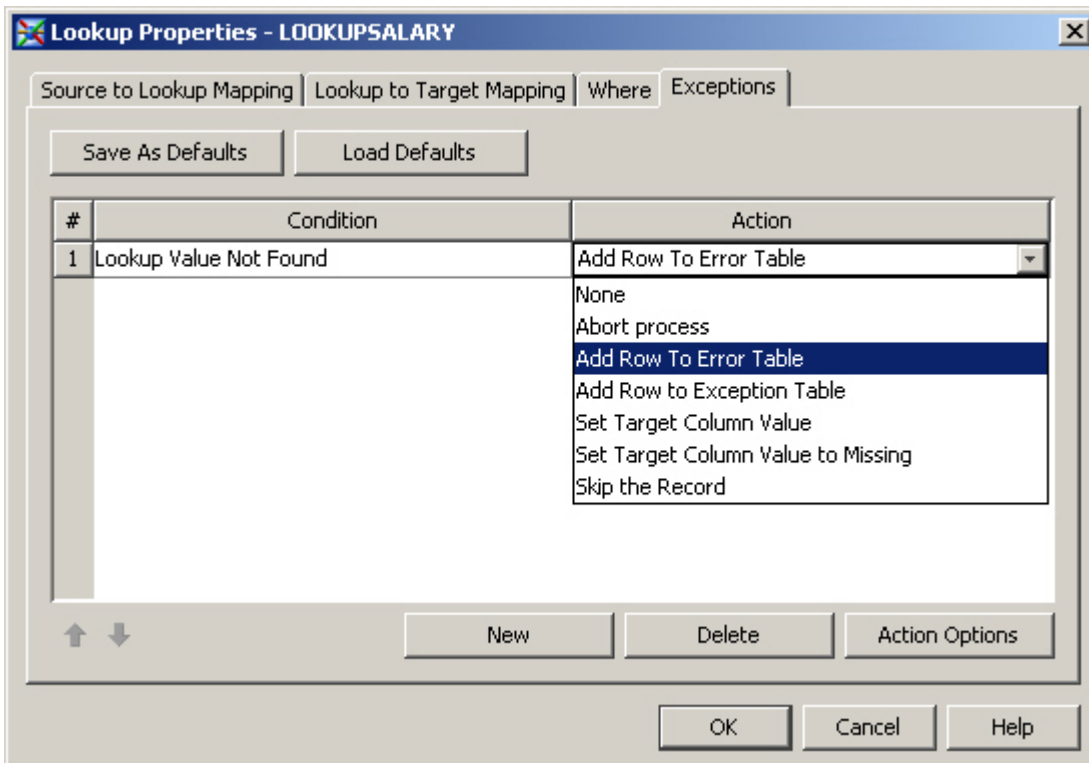 Lookup Properties - LOOKUPSALARY
Source to Lookup Mapping Lookup to Target Mapping Where Exceptions
Save As Defaults Load Defaults
# Condition Action
1 Lookup Value Not Found Add Row To Error Table
None
Abort process
Add Row To Error Table
Add Row to Exception Table
Set Target Column Value
Set Target Column Value to Missing
Skip the Record
New Delete Action Options
OK Cancel Help